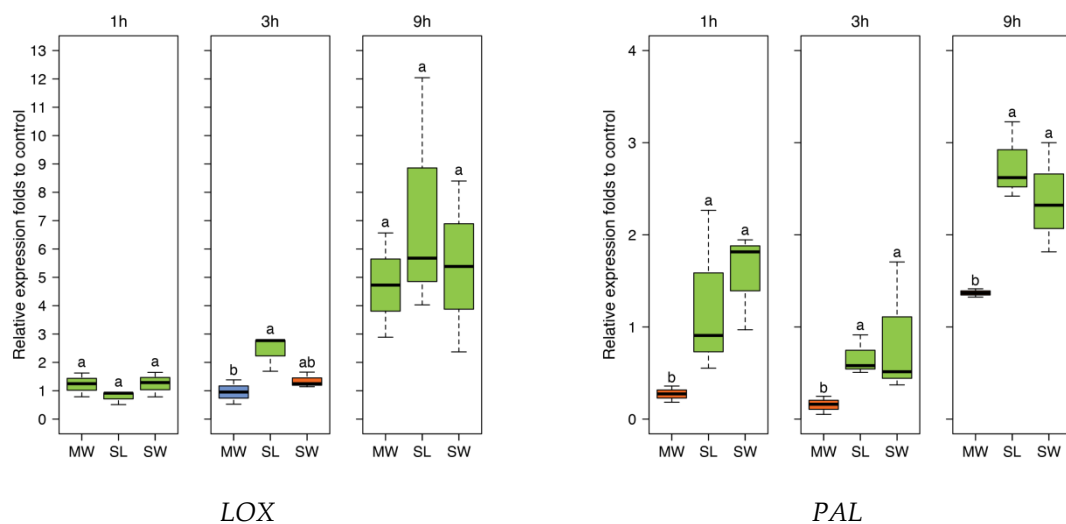 1h 3h 9h
Relative expression folds to control
13
12
11
10
9
8
7
6
5
4
3
2
1
0
a a a
b a ab
a a a
MW SL SW MW SL SW MW SL SW
LOX
1h 3h 9h
Relative expression folds to control
4
3
2
1
0
b a a
b a a
b a a
MW SL SW MW SL SW MW SL SW
PAL